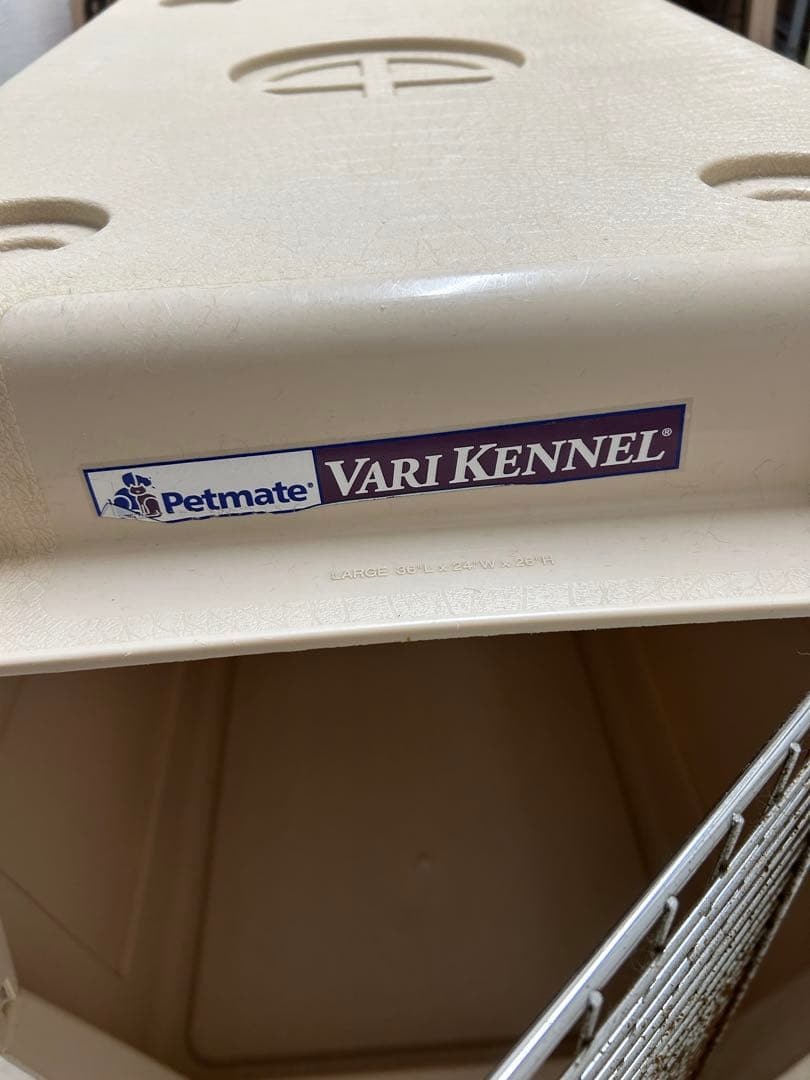 Petmate® VARI KENNEL®
LARGE 36"L x 24"W x 26"H